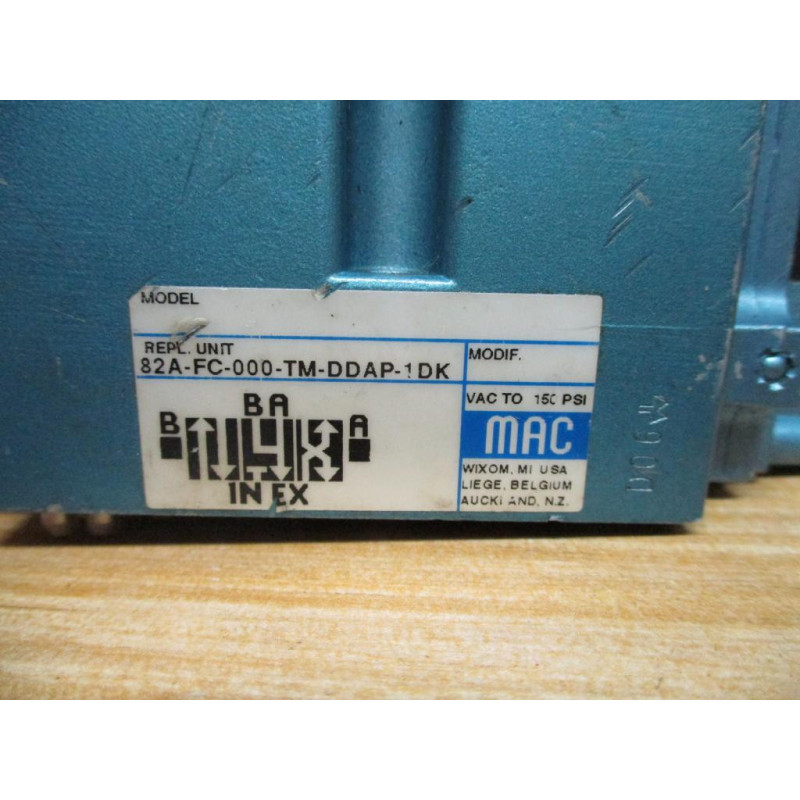 MODEL
REPL. UNIT
82A-FC-000-TM-DDAP-1DK
MODIF.
VAC TO 150 PSI
MAC
WIXOM, MI USA
LIEGE, BELGIUM
AUCKLAND, N.Z.
B A
B A
IN EX